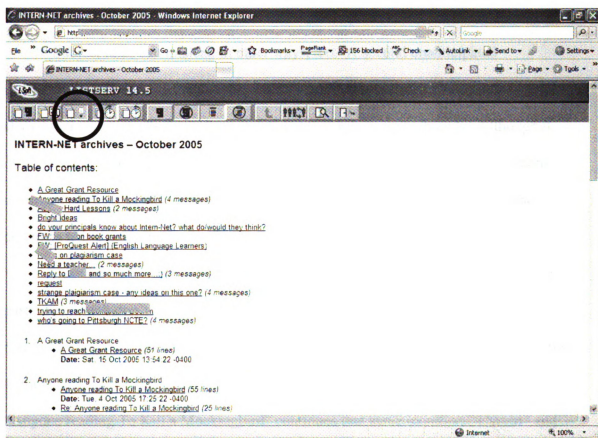 INTERN-NET archives - October 2005 - Windows Internet Explorer
http
Google
File Google G Go Bookmarks PageRank 156 blocked Check AutoLink Send to Settings
INTERN-NET archives - October 2005 Page Tools
LISTSERV 14.5
INTERN-NET archives – October 2005
Table of contents:
A Great Grant Resource
Anyone reading To Kill a Mockingbird (4 messages)
Hard Lessons (2 messages)
Bright ideas
do your principals know about Intern-Net? what do/would they think?
FW: on book grants
FW: [ProQuest Alert] (English Language Learners)
on plagiarism case
Need a teacher... (2 messages)
Reply to and so much more ...) (3 messages)
request
strange plaigiarism case - any ideas on this one? (4 messages)
TKAM (3 messages)
trying to reach
who's going to Pittsburgh NCTE? (4 messages)
1. A Great Grant Resource
A Great Grant Resource (51 lines)
Date: Sat, 15 Oct 2005 13:54:22 -0400
2. Anyone reading To Kill a Mockingbird
Anyone reading To Kill a Mockingbird (55 lines)
Date: Tue, 4 Oct 2005 17:25:22 -0400
Re: Anyone reading To Kill a Mockingbird (25 lines)
Internet 100%